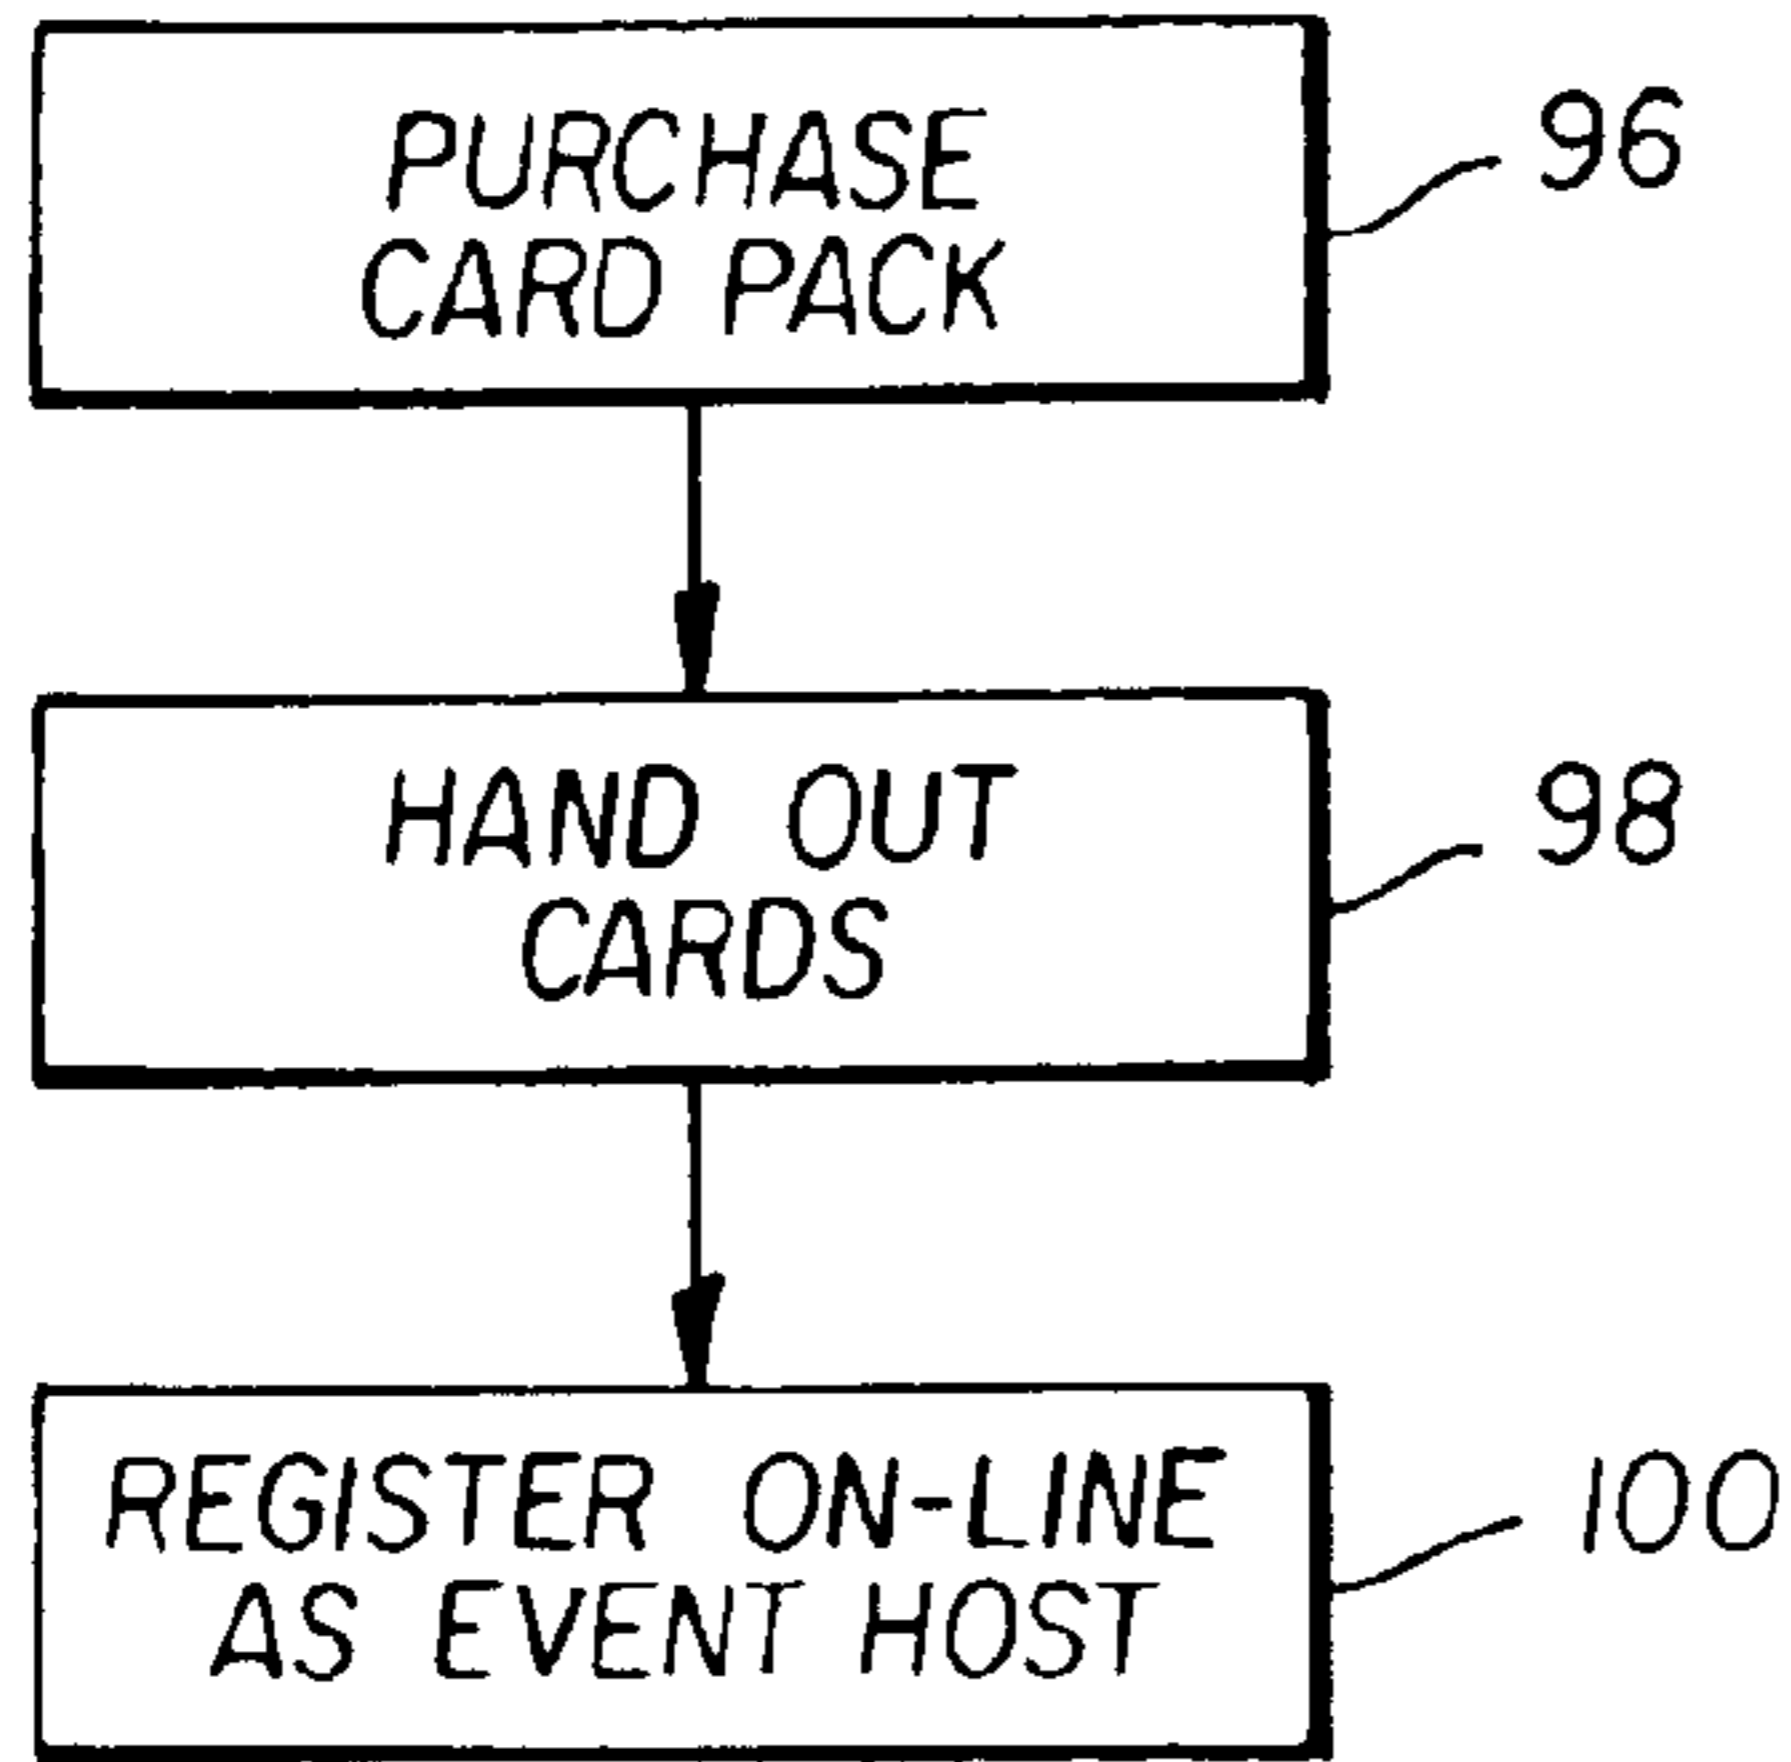 PURCHASE
CARD PACK
96
HAND OUT
CARDS
98
REGISTER ON-LINE
AS EVENT HOST
100